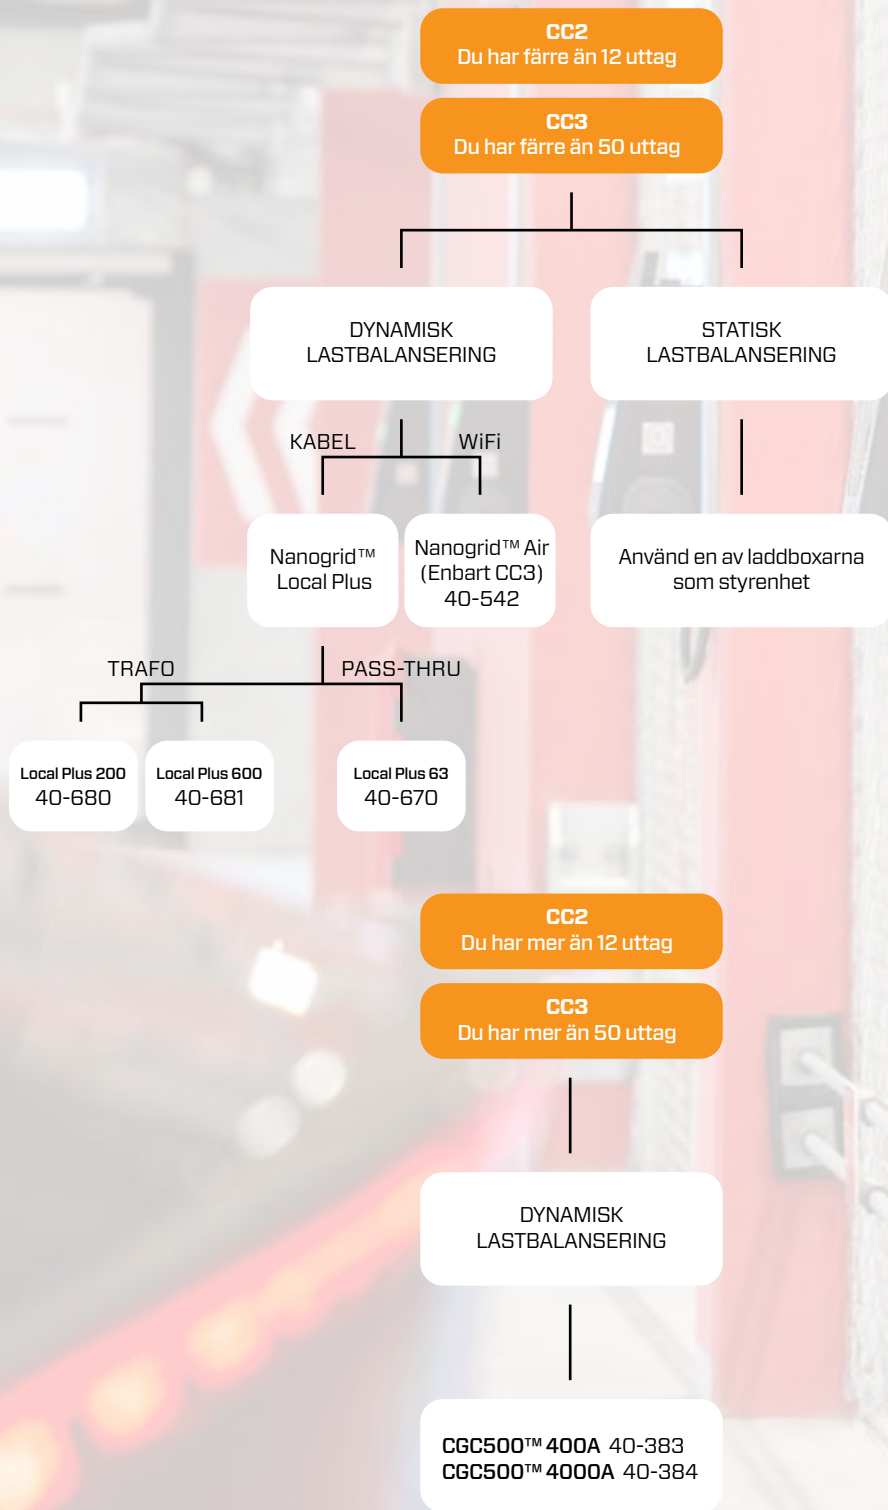 CC2
Du har färre än 12 uttag
CC3
Du har färre än 50 uttag
DYNAMISK
LASTBALANSERING
STATISK
LASTBALANSERING
KABEL
WiFi
Nanogrid™
Local Plus
Nanogrid™ Air
(Enbart CC3)
40-542
Använd en av laddboxarna
som styrenhet
TRAFO
PASS-THRU
Local Plus 200
40-680
Local Plus 600
40-681
Local Plus 63
40-670
CC2
Du har mer än 12 uttag
CC3
Du har mer än 50 uttag
DYNAMISK
LASTBALANSERING
CGC500™ 400A 40-383
CGC500™ 4000A 40-384